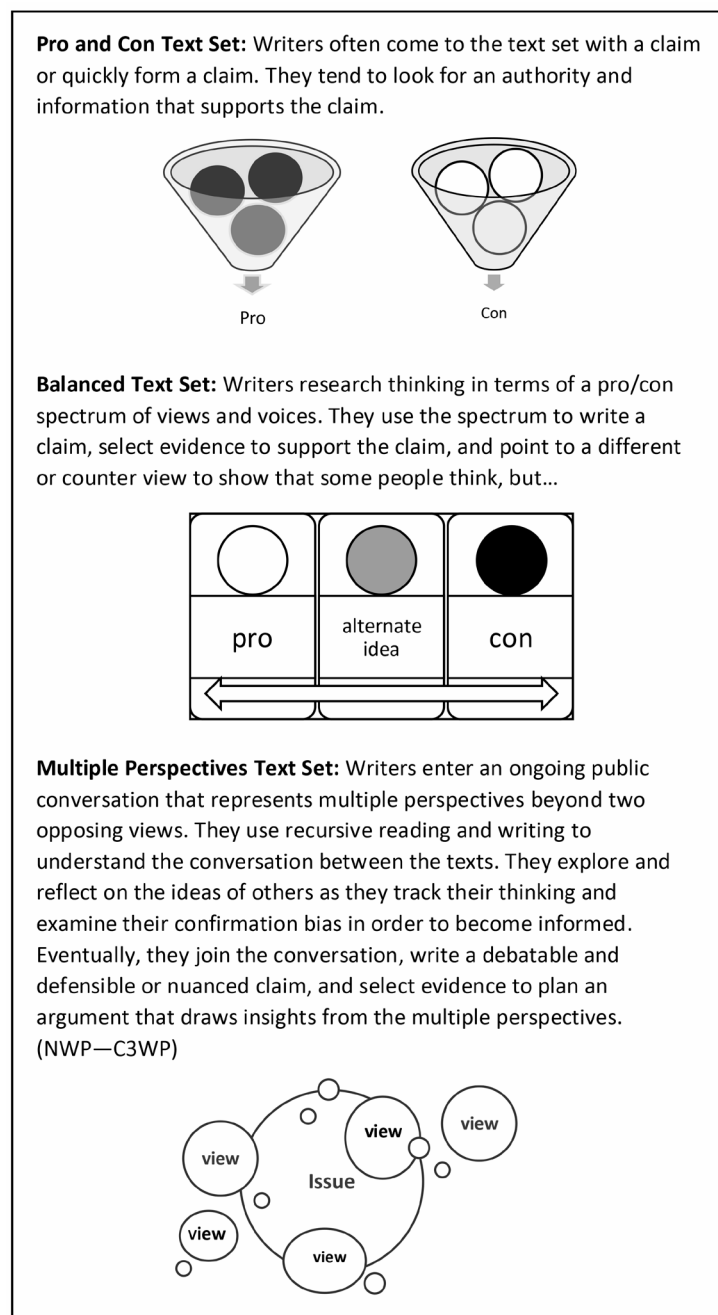 Pro and Con Text Set: Writers often come to the text set with a claim
or quickly form a claim. They tend to look for an authority and
information that supports the claim.
Pro
Con
Balanced Text Set: Writers research thinking in terms of a pro/con
spectrum of views and voices. They use the spectrum to write a
claim, select evidence to support the claim, and point to a different
or counter view to show that some people think, but…
pro
alternate
idea
con
Multiple Perspectives Text Set: Writers enter an ongoing public
conversation that represents multiple perspectives beyond two
opposing views. They use recursive reading and writing to
understand the conversation between the texts. They explore and
reflect on the ideas of others as they track their thinking and
examine their confirmation bias in order to become informed.
Eventually, they join the conversation, write a debatable and
defensible or nuanced claim, and select evidence to plan an
argument that draws insights from the multiple perspectives.
(NWP—C3WP)
view
view
view
Issue
view
view